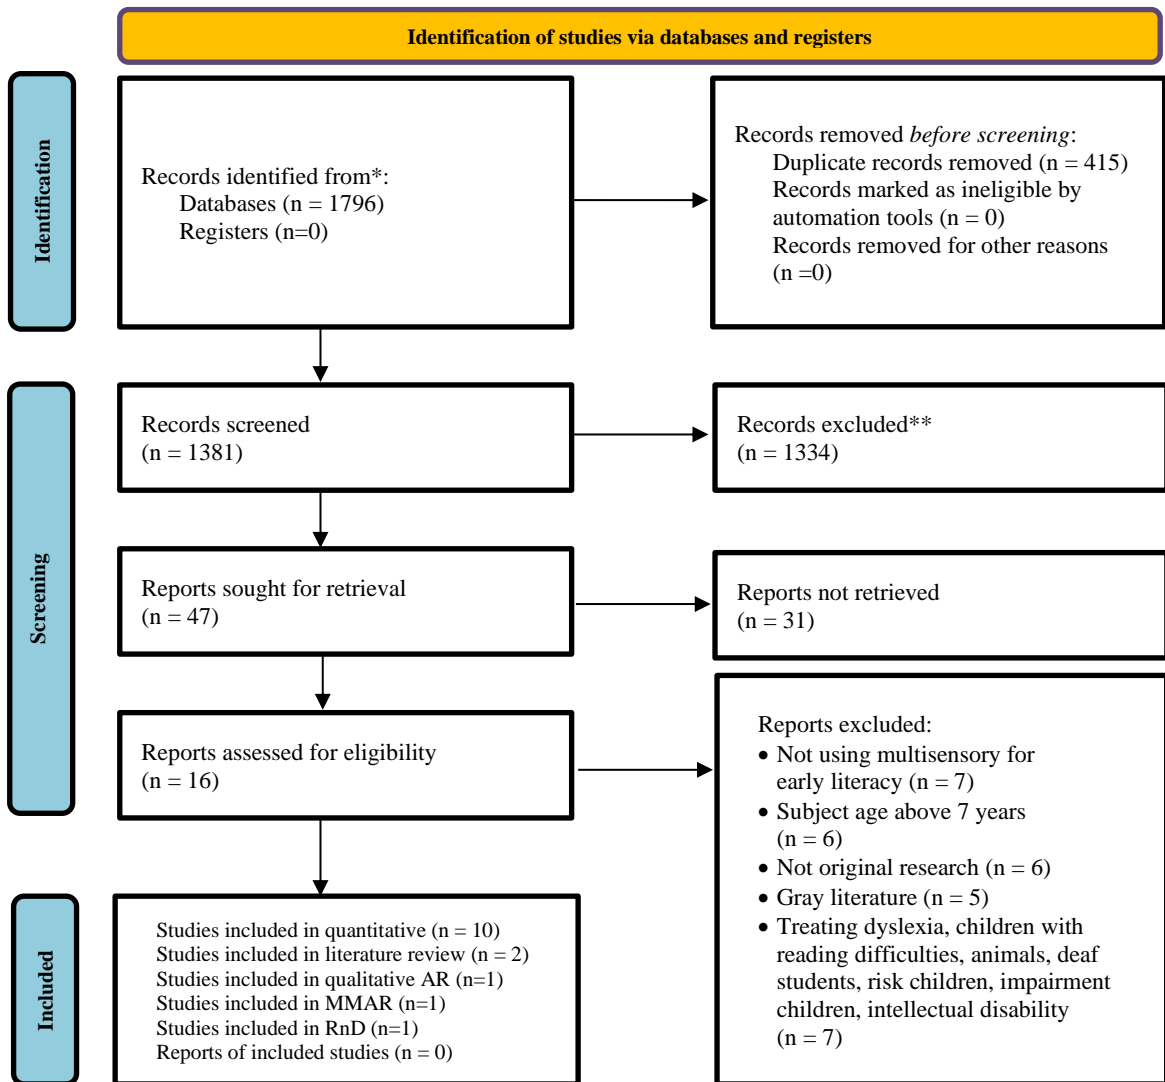 Identification of studies via databases and registers
Identification
Records identified from*:
Databases (n = 1796)
Registers (n=0)
Records removed before screening:
Duplicate records removed (n = 415)
Records marked as ineligible by
automation tools (n = 0)
Records removed for other reasons
(n =0)
Screening
Records screened
(n = 1381)
Records excluded**
(n = 1334)
Reports sought for retrieval
(n = 47)
Reports not retrieved
(n = 31)
Reports assessed for eligibility
(n = 16)
Reports excluded:
• Not using multisensory for
early literacy (n = 7)
• Subject age above 7 years
(n = 6)
• Not original research (n = 6)
• Gray literature (n = 5)
• Treating dyslexia, children with
reading difficulties, animals, deaf
students, risk children, impairment
children, intellectual disability
(n = 7)
Included
Studies included in quantitative (n = 10)
Studies included in literature review (n = 2)
Studies included in qualitative AR (n=1)
Studies included in MMAR (n=1)
Studies included in RnD (n=1)
Reports of included studies (n = 0)